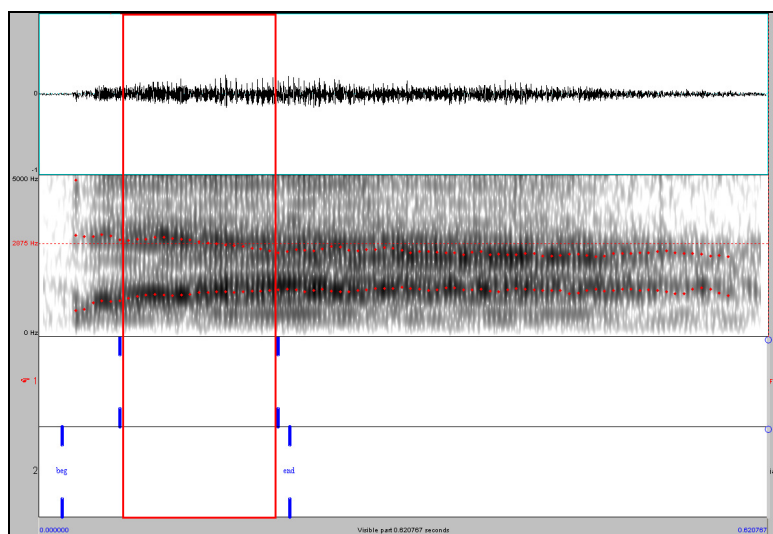 0
-1
5000 Hz
2875 Hz
0 Hz
1
2
beg
end
0.000000
Visible part 0.620767 seconds
0.620767